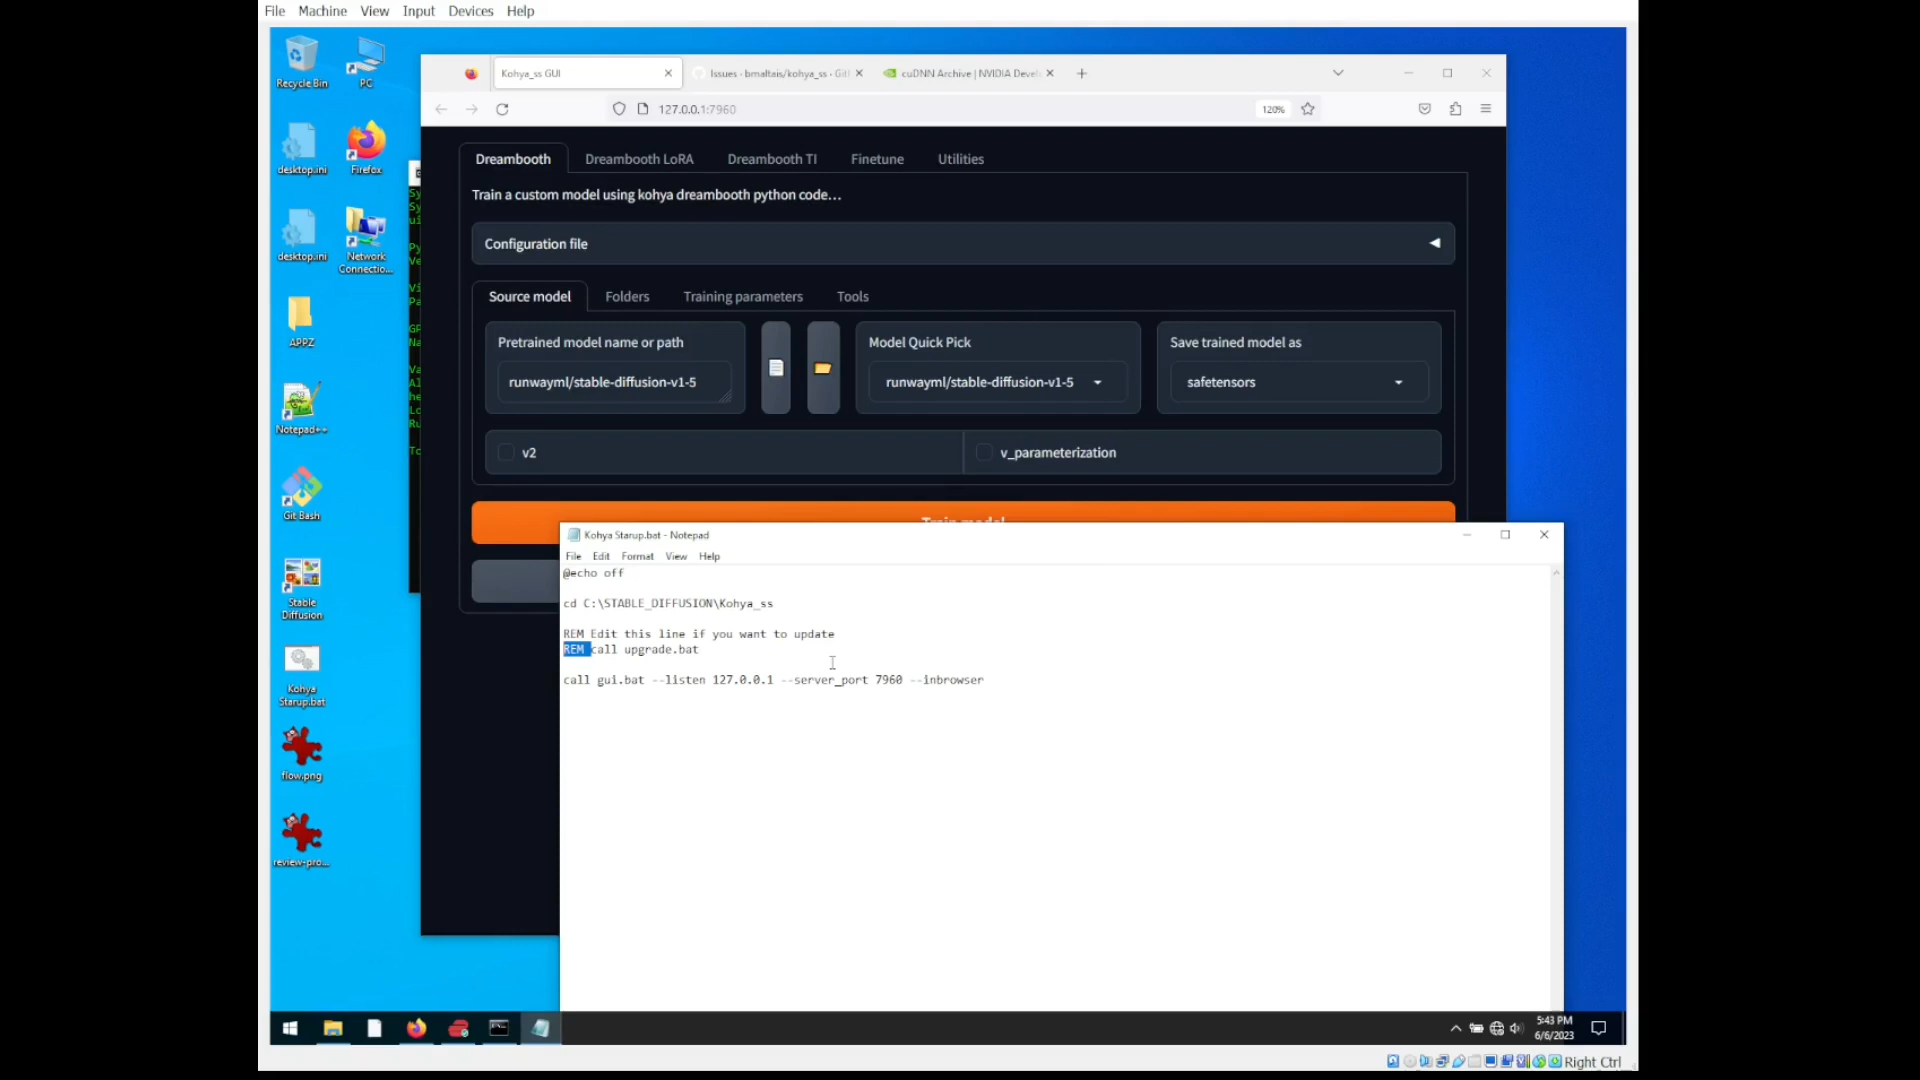 File Machine View Input Devices Help
Recycle Bin
PC
desktop.ini
Firefox
desktop.ini
Network Connectio...
APPZ
Notepad++
Git Bash
Stable Diffusion
Kohya Starup.bat
flow.png
review-pro...
Kohya_ss GUI
Issues · bmaltais/kohya_ss · Git
cuDNN Archive | NVIDIA Devel
127.0.0.1:7960
120%
Dreambooth Dreambooth LoRA Dreambooth TI Finetune Utilities
Train a custom model using kohya dreambooth python code...
Configuration file
Source model Folders Training parameters Tools
Pretrained model name or path
runwayml/stable-diffusion-v1-5
Model Quick Pick
runwayml/stable-diffusion-v1-5
Save trained model as
safetensors
v2
v_parameterization
Train model
Kohya Starup.bat - Notepad
File Edit Format View Help
@echo off
cd C:\STABLE_DIFFUSION\Kohya_ss
REM Edit this line if you want to update
REM call upgrade.bat
call gui.bat --listen 127.0.0.1 --server_port 7960 --inbrowser
5:43 PM
6/6/2023
Right Ctrl